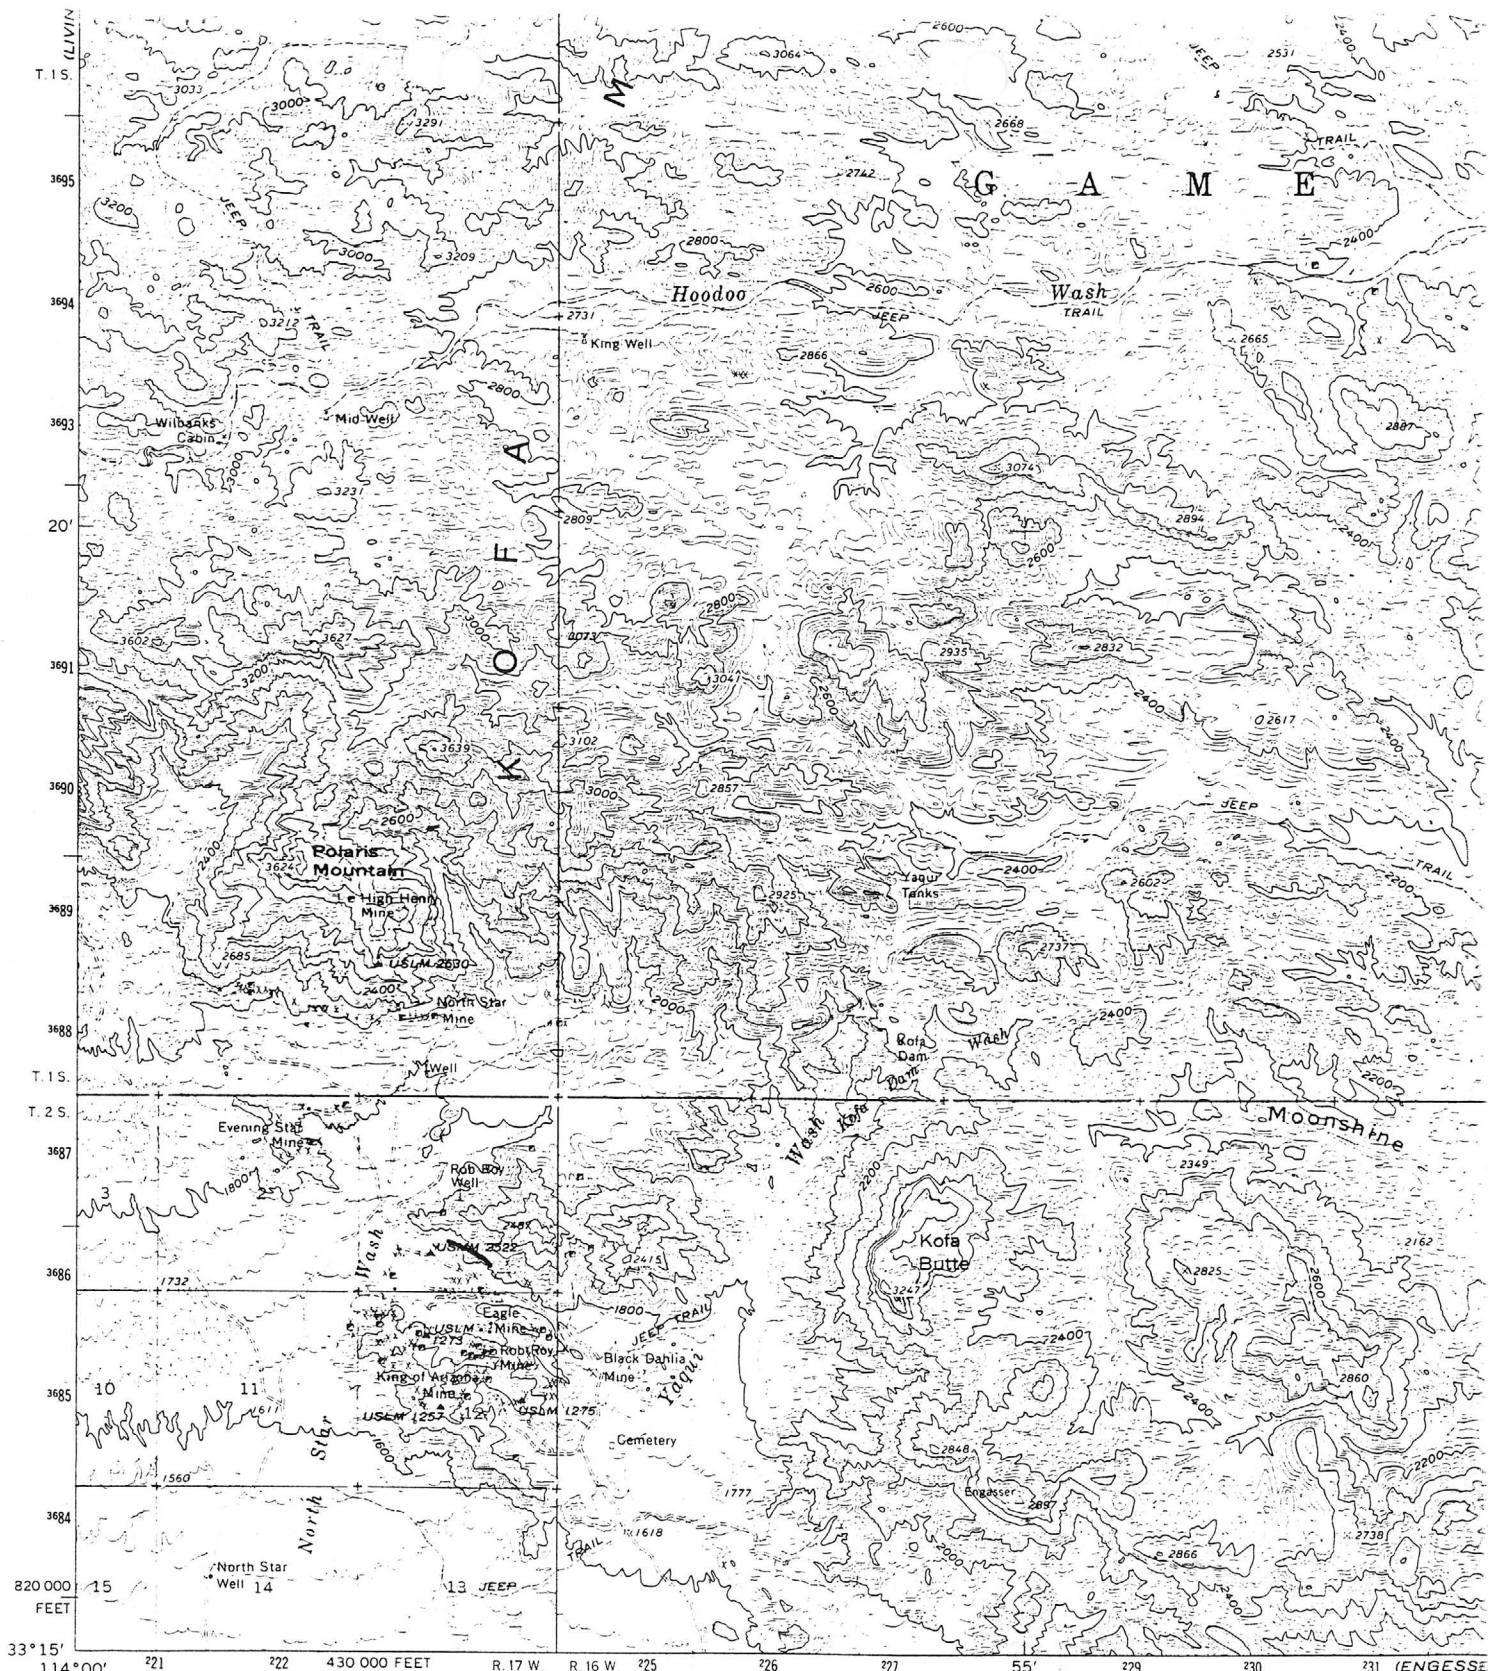 (LIVIN
T. 1 S.
2600
3064
JEEP
2531
2400
3033
3000
3291
M
2668
TRAIL
3695
2742
G A M E
3200
JEEP
3000
3209
2800
2400
Hoodoo
2600
Wash
TRAIL
JEEP
3694
3212
TRAIL
2731
King Well
2866
2665
2800
3693
Wilbanks
Cabin
Mid Well
2887
3000
A
3074
3231
20'
2809
2894
F
2400
2600
2800
3602
3627
3000
3073
3691
3200
O
2935
2832
3041
2600
2400
2617
3639
3102
2400
K
3690
3000
2857
JEEP
2600
2400
Polaris
Mountain
3624
Yaqui
Tanks
2400
TRAIL
2200
2602
3689
High Henry
Mine
2925
2685
USLM 2630
2737
2400
North Star
Mine
2000
2400
3688
Kofa
Dam
Wash
Well
T. 1 S.
Dam
2200
T. 2 S.
Kofa
Moonshine
Evening Star
Mine
Wash
3687
2349
Rob Roy
Well
2200
3
1800
2
2487
Wash
Kofa
Butte
2162
USMM 2522
2415
3686
1732
2825
2600
3247
Eagle
Mine
1800
JEEP TRAIL
USLM
1273
Rob Roy
Mine
2400
Black Dahlia
Mine
Yaqui
King of Arizona
Mine
2860
3685
10
11
1611
USLM 1257
12
USLM 1275
2400
Cemetery
Star
1600
2848
2200
1560
1777
Engasser
2897
3684
North
1618
2738
TRAIL
2000
2866
North Star
Well
820 000
FEET
15
14
13
JEEP
2400
33°15'
114°00'
221
222
430 000 FEET
R. 17 W.
R. 16 W.
225
226
227
55'
229
230
231
(ENGESSE